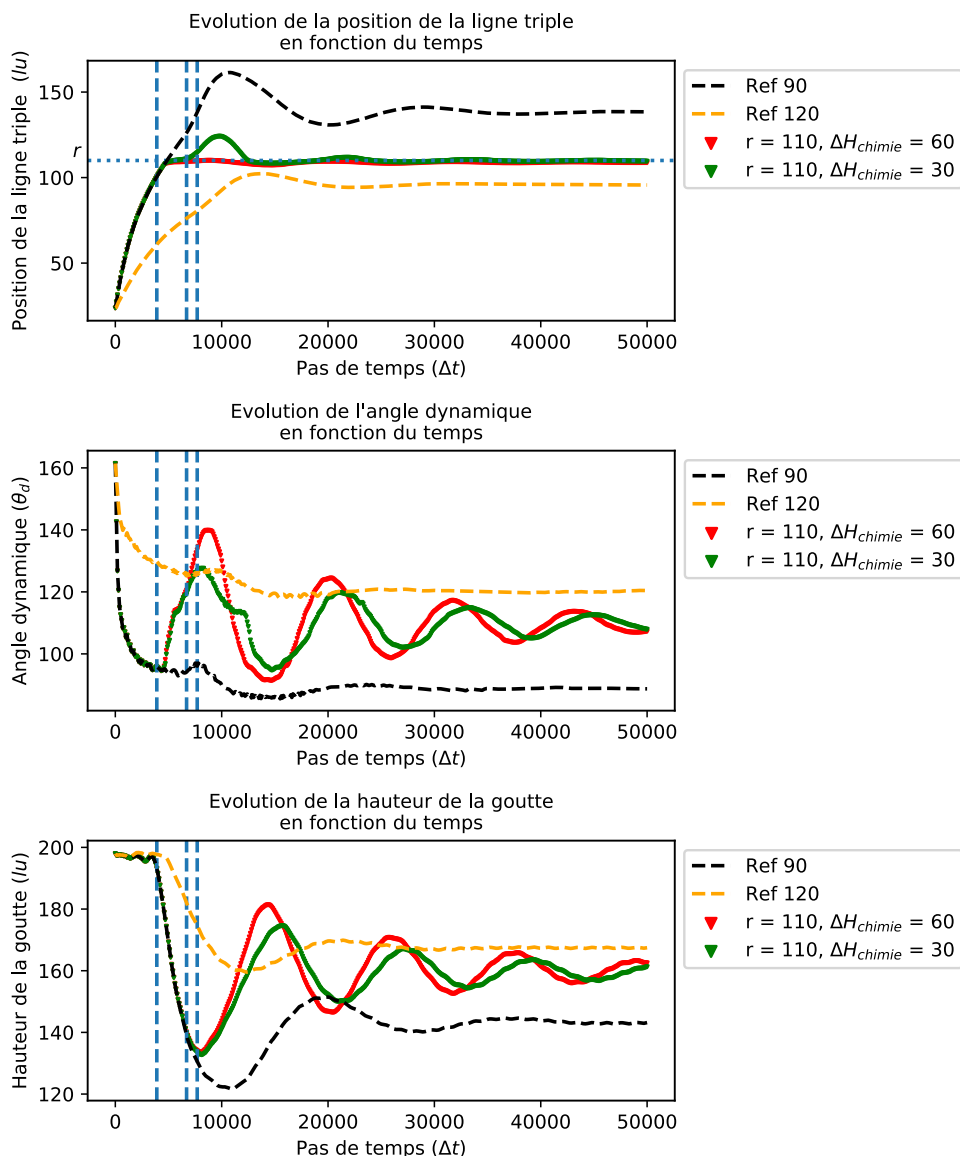 Evolution de la position de la ligne triple
en fonction du temps
Position de la ligne triple (lu)
150
100
50
r
0
10000
20000
30000
40000
50000
Pas de temps (Δt)
Ref 90
Ref 120
r = 110, ΔH_chimie = 60
r = 110, ΔH_chimie = 30
Evolution de l'angle dynamique
en fonction du temps
Angle dynamique (θ_d)
160
140
120
100
0
10000
20000
30000
40000
50000
Pas de temps (Δt)
Ref 90
Ref 120
r = 110, ΔH_chimie = 60
r = 110, ΔH_chimie = 30
Evolution de la hauteur de la goutte
en fonction du temps
Hauteur de la goutte (lu)
200
180
160
140
120
0
10000
20000
30000
40000
50000
Pas de temps (Δt)
Ref 90
Ref 120
r = 110, ΔH_chimie = 60
r = 110, ΔH_chimie = 30